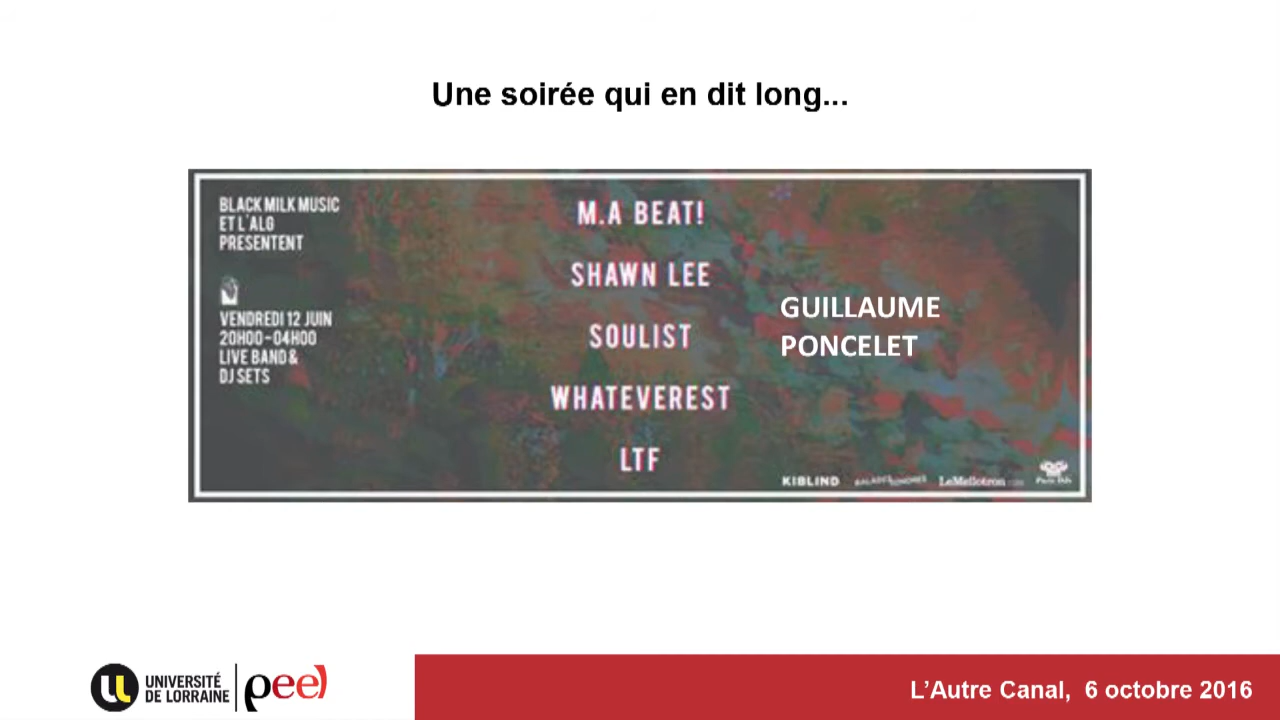 Une soirée qui en dit long...
BLACK MILK MUSIC
ET L'ALG
PRESENTENT
VENDREDI 12 JUIN
20H00-04H00
LIVE BAND &
DJ SETS
M.A BEAT!
SHAWN LEE
SOULIST
WHATEVEREST
LTF
GUILLAUME
PONCELET
KIBLIND
LeMellotron
UNIVERSITÉ
DE LORRAINE
peel
L'Autre Canal, 6 octobre 2016